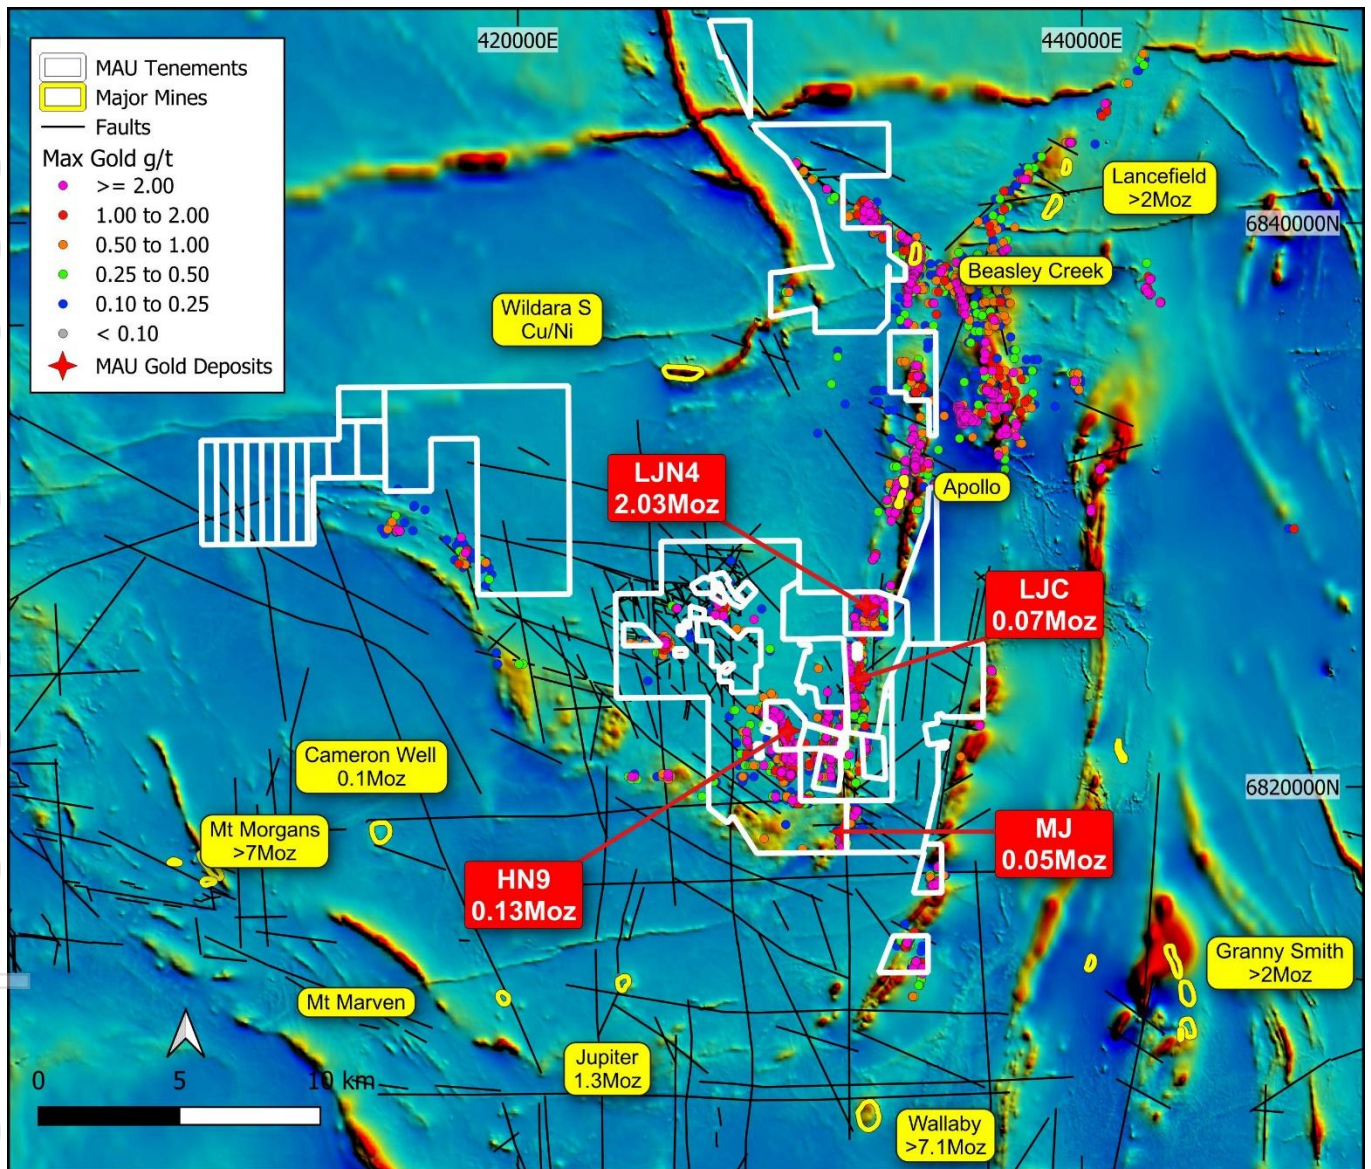 420000E
440000E
MAU Tenements
Major Mines
Faults
Max Gold g/t
>= 2.00
1.00 to 2.00
0.50 to 1.00
0.25 to 0.50
0.10 to 0.25
< 0.10
MAU Gold Deposits
Lancefield
>2Moz
6840000N
Beasley Creek
Wildara S
Cu/Ni
LJN4
2.03Moz
Apollo
LJC
0.07Moz
Cameron Well
0.1Moz
6820000N
Mt Morgans
>7Moz
MJ
0.05Moz
HN9
0.13Moz
Granny Smith
>2Moz
Mt Marven
Jupiter
1.3Moz
0 5 10 km
Wallaby
>7.1Moz